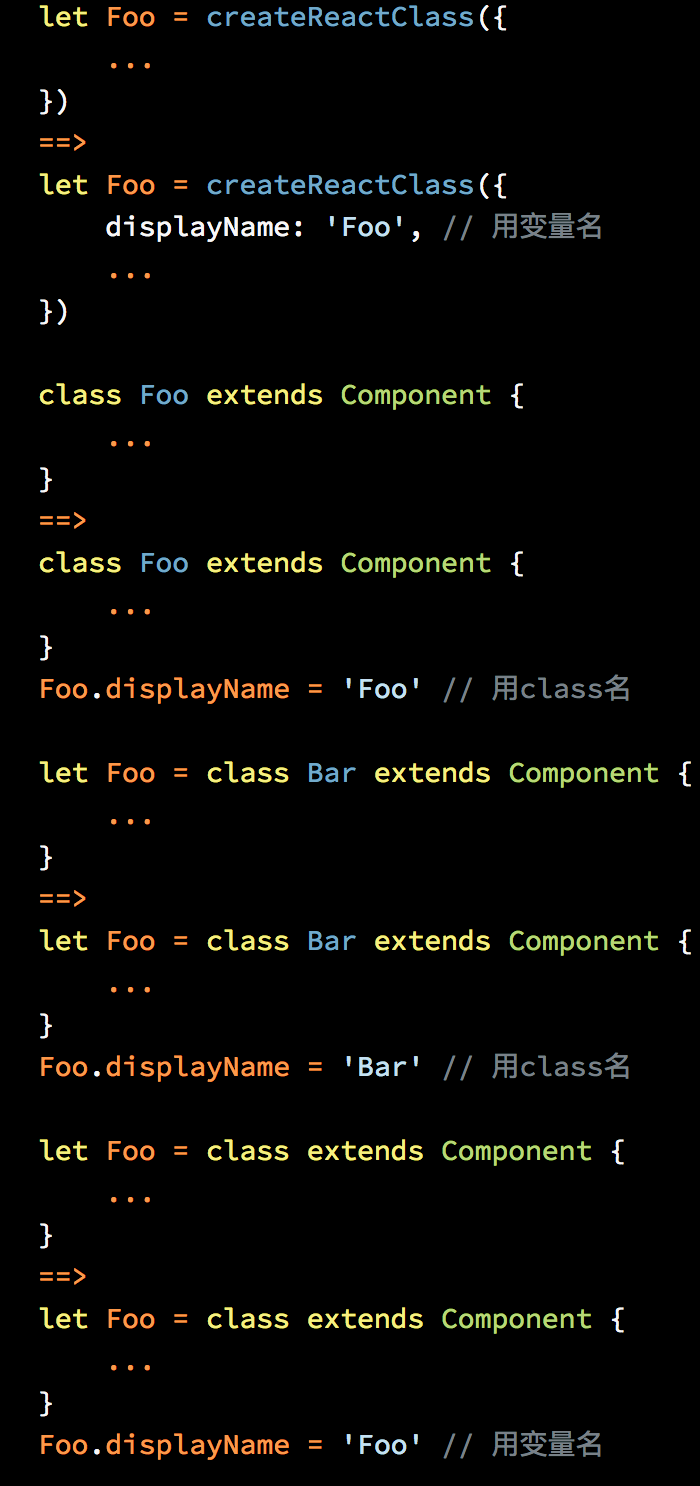 let Foo = createReactClass({
    ...
})
==>
let Foo = createReactClass({
    displayName: 'Foo', // 用变量名
    ...
})

class Foo extends Component {
    ...
}
==>
class Foo extends Component {
    ...
}
Foo.displayName = 'Foo' // 用class名

let Foo = class Bar extends Component {
    ...
}
==>
let Foo = class Bar extends Component {
    ...
}
Foo.displayName = 'Bar' // 用class名

let Foo = class extends Component {
    ...
}
==>
let Foo = class extends Component {
    ...
}
Foo.displayName = 'Foo' // 用变量名